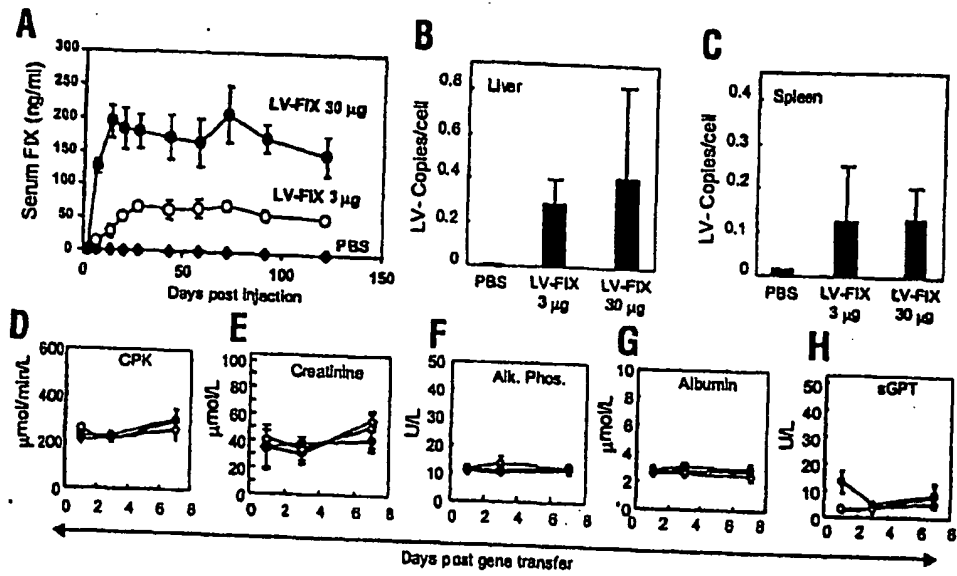 A
Serum FIX (ng/ml)
300
250
200
150
100
50
0
LV-FIX 30 µg
LV-FIX 3 µg
PBS
0
50
100
150
Days post injection
B
LV- Copies/cell
0.8
0.6
0.4
0.2
0
Liver
PBS
LV-FIX
3 µg
LV-FIX
30 µg
C
LV- Copies/cell
0.4
0.2
0.1
0
Spleen
PBS
LV-FIX
3 µg
LV-FIX
30 µg
D
µmol/min/L
600
400
200
0
CPK
0 2 4 6 8
E
µmol/L
100
80
60
40
20
0
Creatinine
0 2 4 6 8
F
U/L
50
40
30
20
10
0
Alk. Phos.
0 2 4 6 8
G
µmol/L
10
8
6
4
2
0
Albumin
0 2 4 6 8
H
U/L
50
40
30
20
10
0
sGPT
0 2 4 6 8
Days post gene transfer